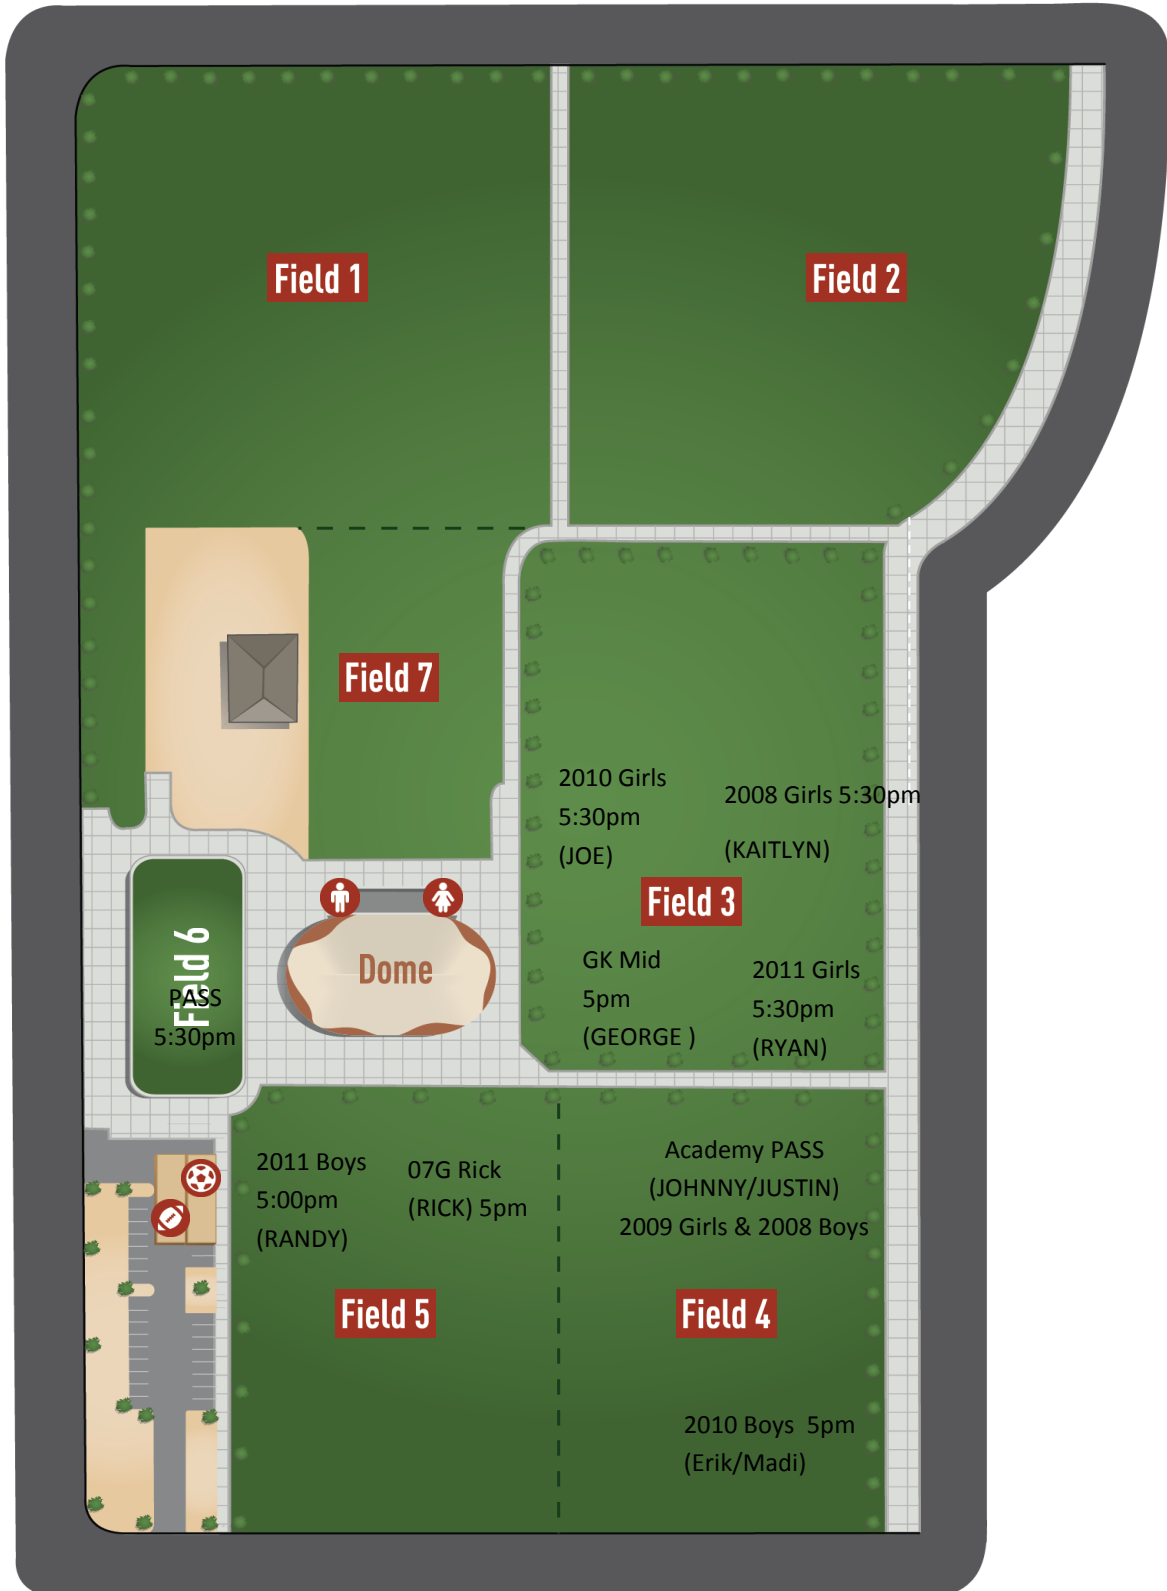 Field 1
Field 2
Field 7
2010 Girls
5:30pm
(JOE)
2008 Girls 5:30pm
(KAITLYN)
Field 3
GK Mid
5pm
(GEORGE )
2011 Girls
5:30pm
(RYAN)
Field 6
PASS
5:30pm
Dome
2011 Boys
5:00pm
(RANDY)
07G Rick
(RICK) 5pm
Academy PASS
(JOHNNY/JUSTIN)
2009 Girls & 2008 Boys
Field 5
Field 4
2010 Boys  5pm
(Erik/Madi)